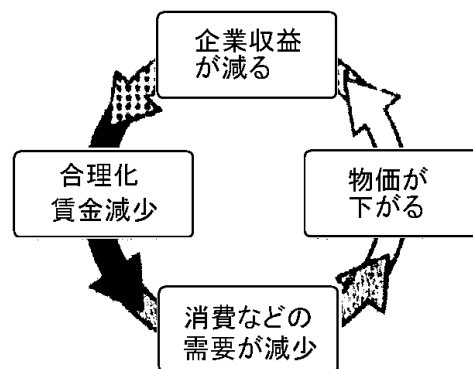 企業収益
が減る
合理化
賃金減少
物価が
下がる
消費などの
需要が減少